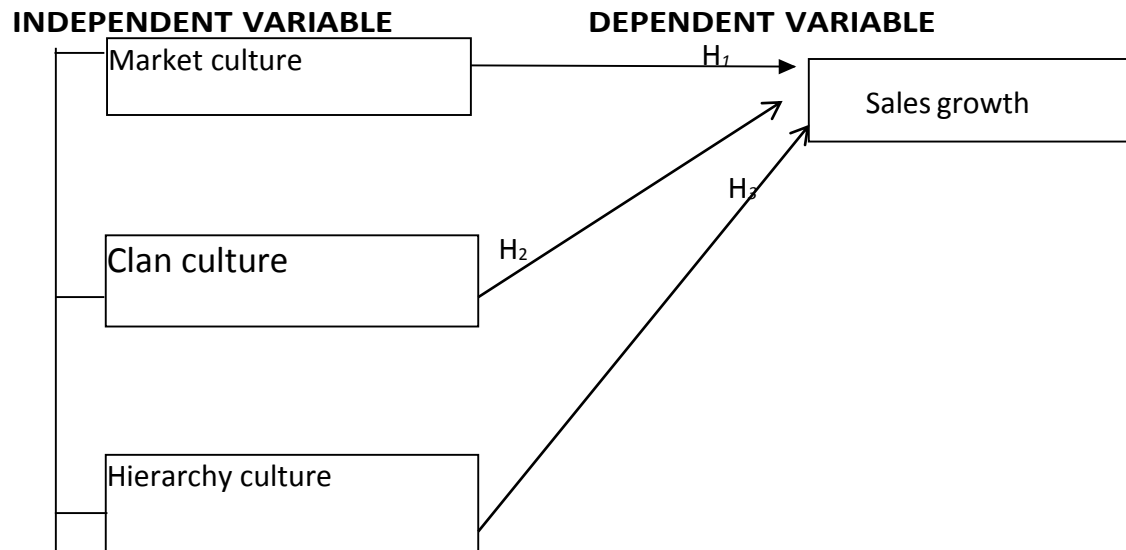 INDEPENDENT VARIABLE DEPENDENT VARIABLE
Market culture
H1
Sales growth
H3
Clan culture
H2
Hierarchy culture